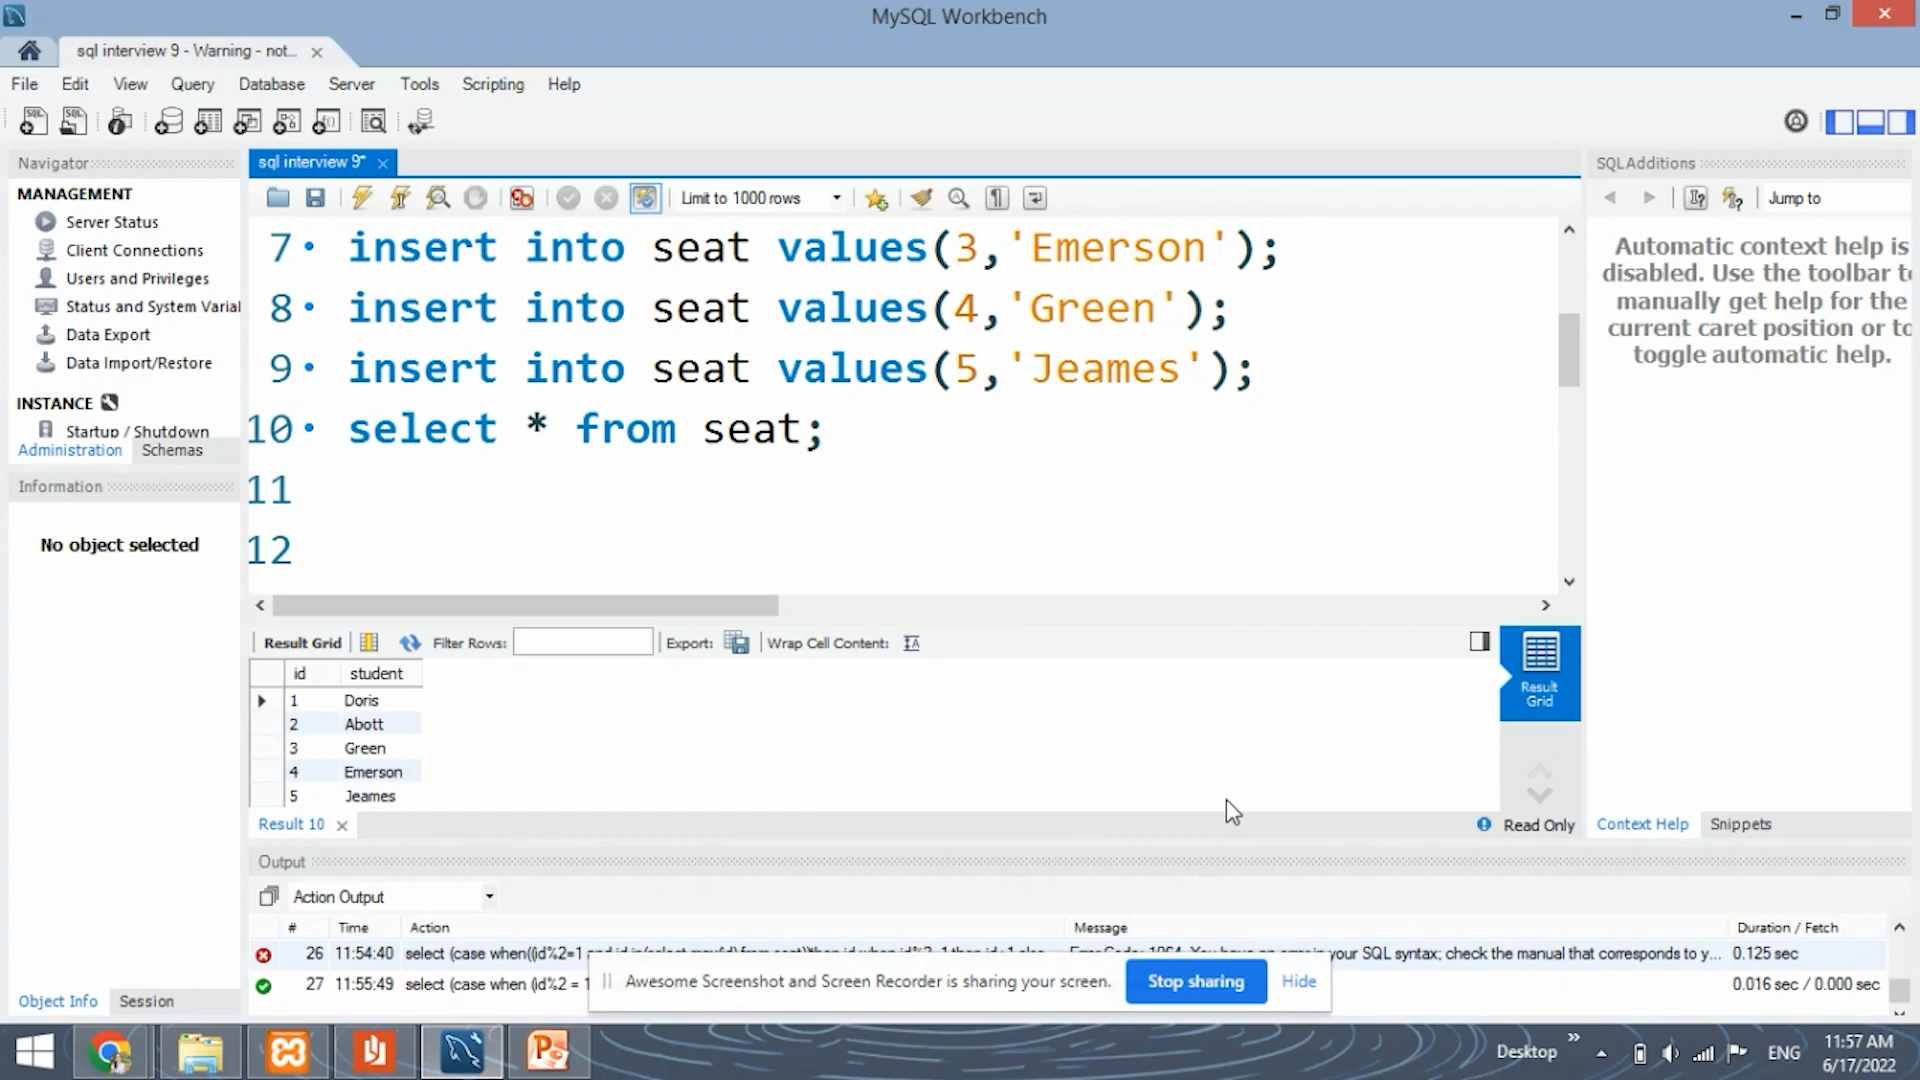 MySQL Workbench
sql interview 9 - Warning - not...
File Edit View Query Database Server Tools Scripting Help
Navigator
MANAGEMENT
Server Status
Client Connections
Users and Privileges
Status and System Varial
Data Export
Data Import/Restore
INSTANCE
Startup / Shutdown
Administration Schemas
Information
No object selected
Object Info Session
sql interview 9*
Limit to 1000 rows
7 insert into seat values(3,'Emerson');
8 insert into seat values(4,'Green');
9 insert into seat values(5,'Jeames');
10 select * from seat;
11
12
Result Grid Filter Rows: Export: Wrap Cell Content:
id student
1 Doris
2 Abott
3 Green
4 Emerson
5 Jeames
Result 10
Result
Grid
Read Only
SQLAdditions
Jump to
Automatic context help is
disabled. Use the toolbar to
manually get help for the
current caret position or to
toggle automatic help.
Context Help Snippets
Output
Action Output
# Time Action Message Duration / Fetch
26 11:54:40 your SQL syntax; check the manual that corresponds to y... 0.125 sec
27 11:55:49 select (case when (id%2 = 0.016 sec / 0.000 sec
Awesome Screenshot and Screen Recorder is sharing your screen. Stop sharing Hide
Desktop ENG 11:57 AM
6/17/2022